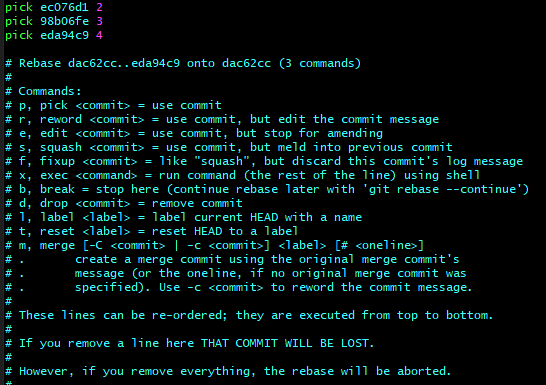 pick ec076d1 2
pick 98b06fe 3
pick eda94c9 4
# Rebase dac62cc..eda94c9 onto dac62cc (3 commands)
#
# Commands:
# p, pick <commit> = use commit
# r, reword <commit> = use commit, but edit the commit message
# e, edit <commit> = use commit, but stop for amending
# s, squash <commit> = use commit, but meld into previous commit
# f, fixup <commit> = like "squash", but discard this commit's log message
# x, exec <command> = run command (the rest of the line) using shell
# b, break = stop here (continue rebase later with 'git rebase --continue')
# d, drop <commit> = remove commit
# l, label <label> = label current HEAD with a name
# t, reset <label> = reset HEAD to a label
# m, merge [-C <commit> | -c <commit>] <label> [# <oneline>]
# .       create a merge commit using the original merge commit's
# .       message (or the oneline, if no original merge commit was
# .       specified). Use -c <commit> to reword the commit message.
#
# These lines can be re-ordered; they are executed from top to bottom.
#
# If you remove a line here THAT COMMIT WILL BE LOST.
#
# However, if you remove everything, the rebase will be aborted.
#